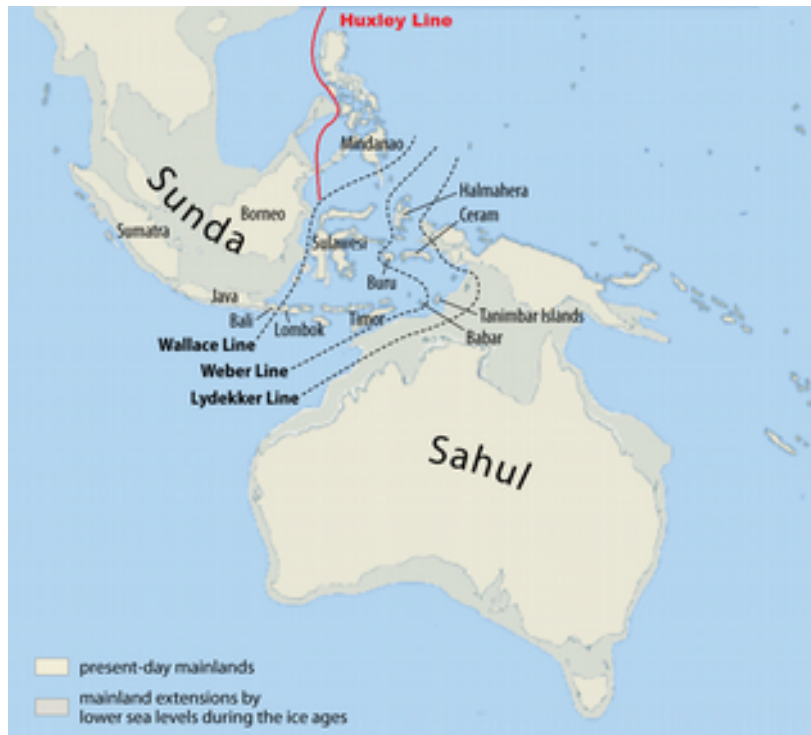 Huxley Line
Mindanao
Sunda
Halmahera
Borneo
Ceram
Sumatra
Sulawesi
Buru
Java
Bali
Lombok
Timor
Tanimbar Islands
Babar
Wallace Line
Weber Line
Lydekker Line
Sahul
present-day mainlands
mainland extensions by
lower sea levels during the ice ages